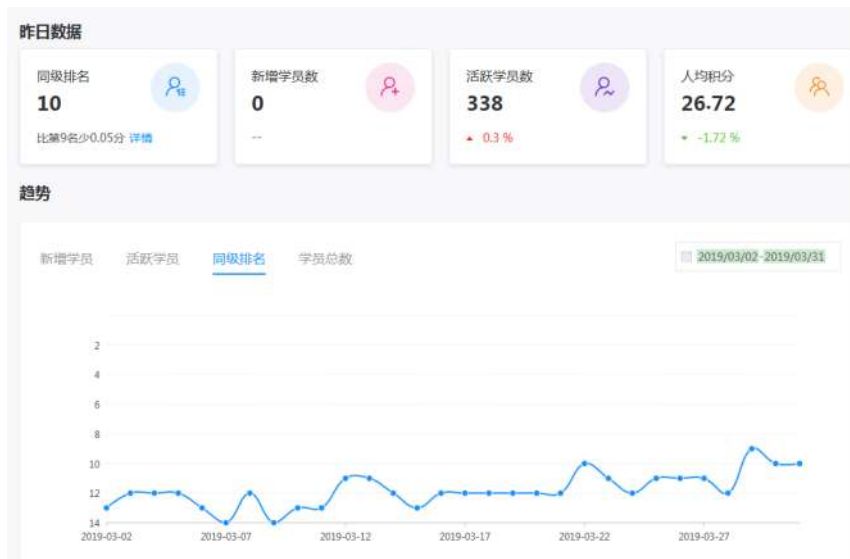 昨日数据
同级排名 新增学员数 活跃学员数 人均积分
10 0 338 26.72
比第9名少0.05分 详情 -- 0.3 % -1.72 %
趋势
新增学员 活跃学员 同级排名 学员总数 2019/03/02-2019/03/31
2
4
6
8
10
12
14
2019-03-02 2019-03-07 2019-03-12 2019-03-17 2019-03-22 2019-03-27